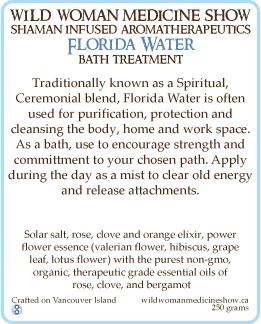 WILD WOMAN MEDICINE SHOW
SHAMAN INFUSED AROMATHERAPEUTICS
FLORIDA WATER
BATH TREATMENT
Traditionally known as a Spiritual,
Ceremonial blend, Florida Water is often
used for purification, protection and
cleansing the body, home and work space.
As a bath, use to encourage strength and
committment to your chosen path. Apply
during the day as a mist to clear old energy
and release attachments.
Solar salt, rose, clove and orange elixir, power
flower essence (valerian flower, hibiscus, grape
leaf, lotus flower) with the purest non-gmo,
organic, therapeutic grade essential oils of
rose, clove, and bergamot
Crafted on Vancouver Island wildwomanmedicineshow.ca
250 grams